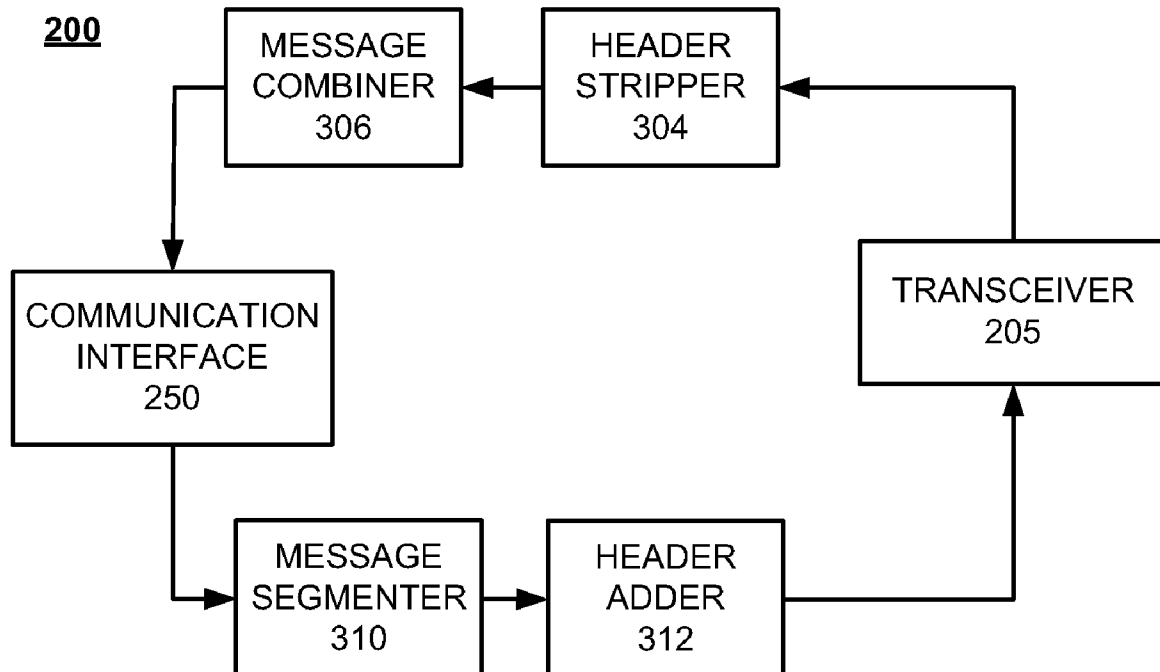 200
MESSAGE
COMBINER
306
HEADER
STRIPPER
304
COMMUNICATION
INTERFACE
250
TRANSCEIVER
205
MESSAGE
SEGMENTER
310
HEADER
ADDER
312